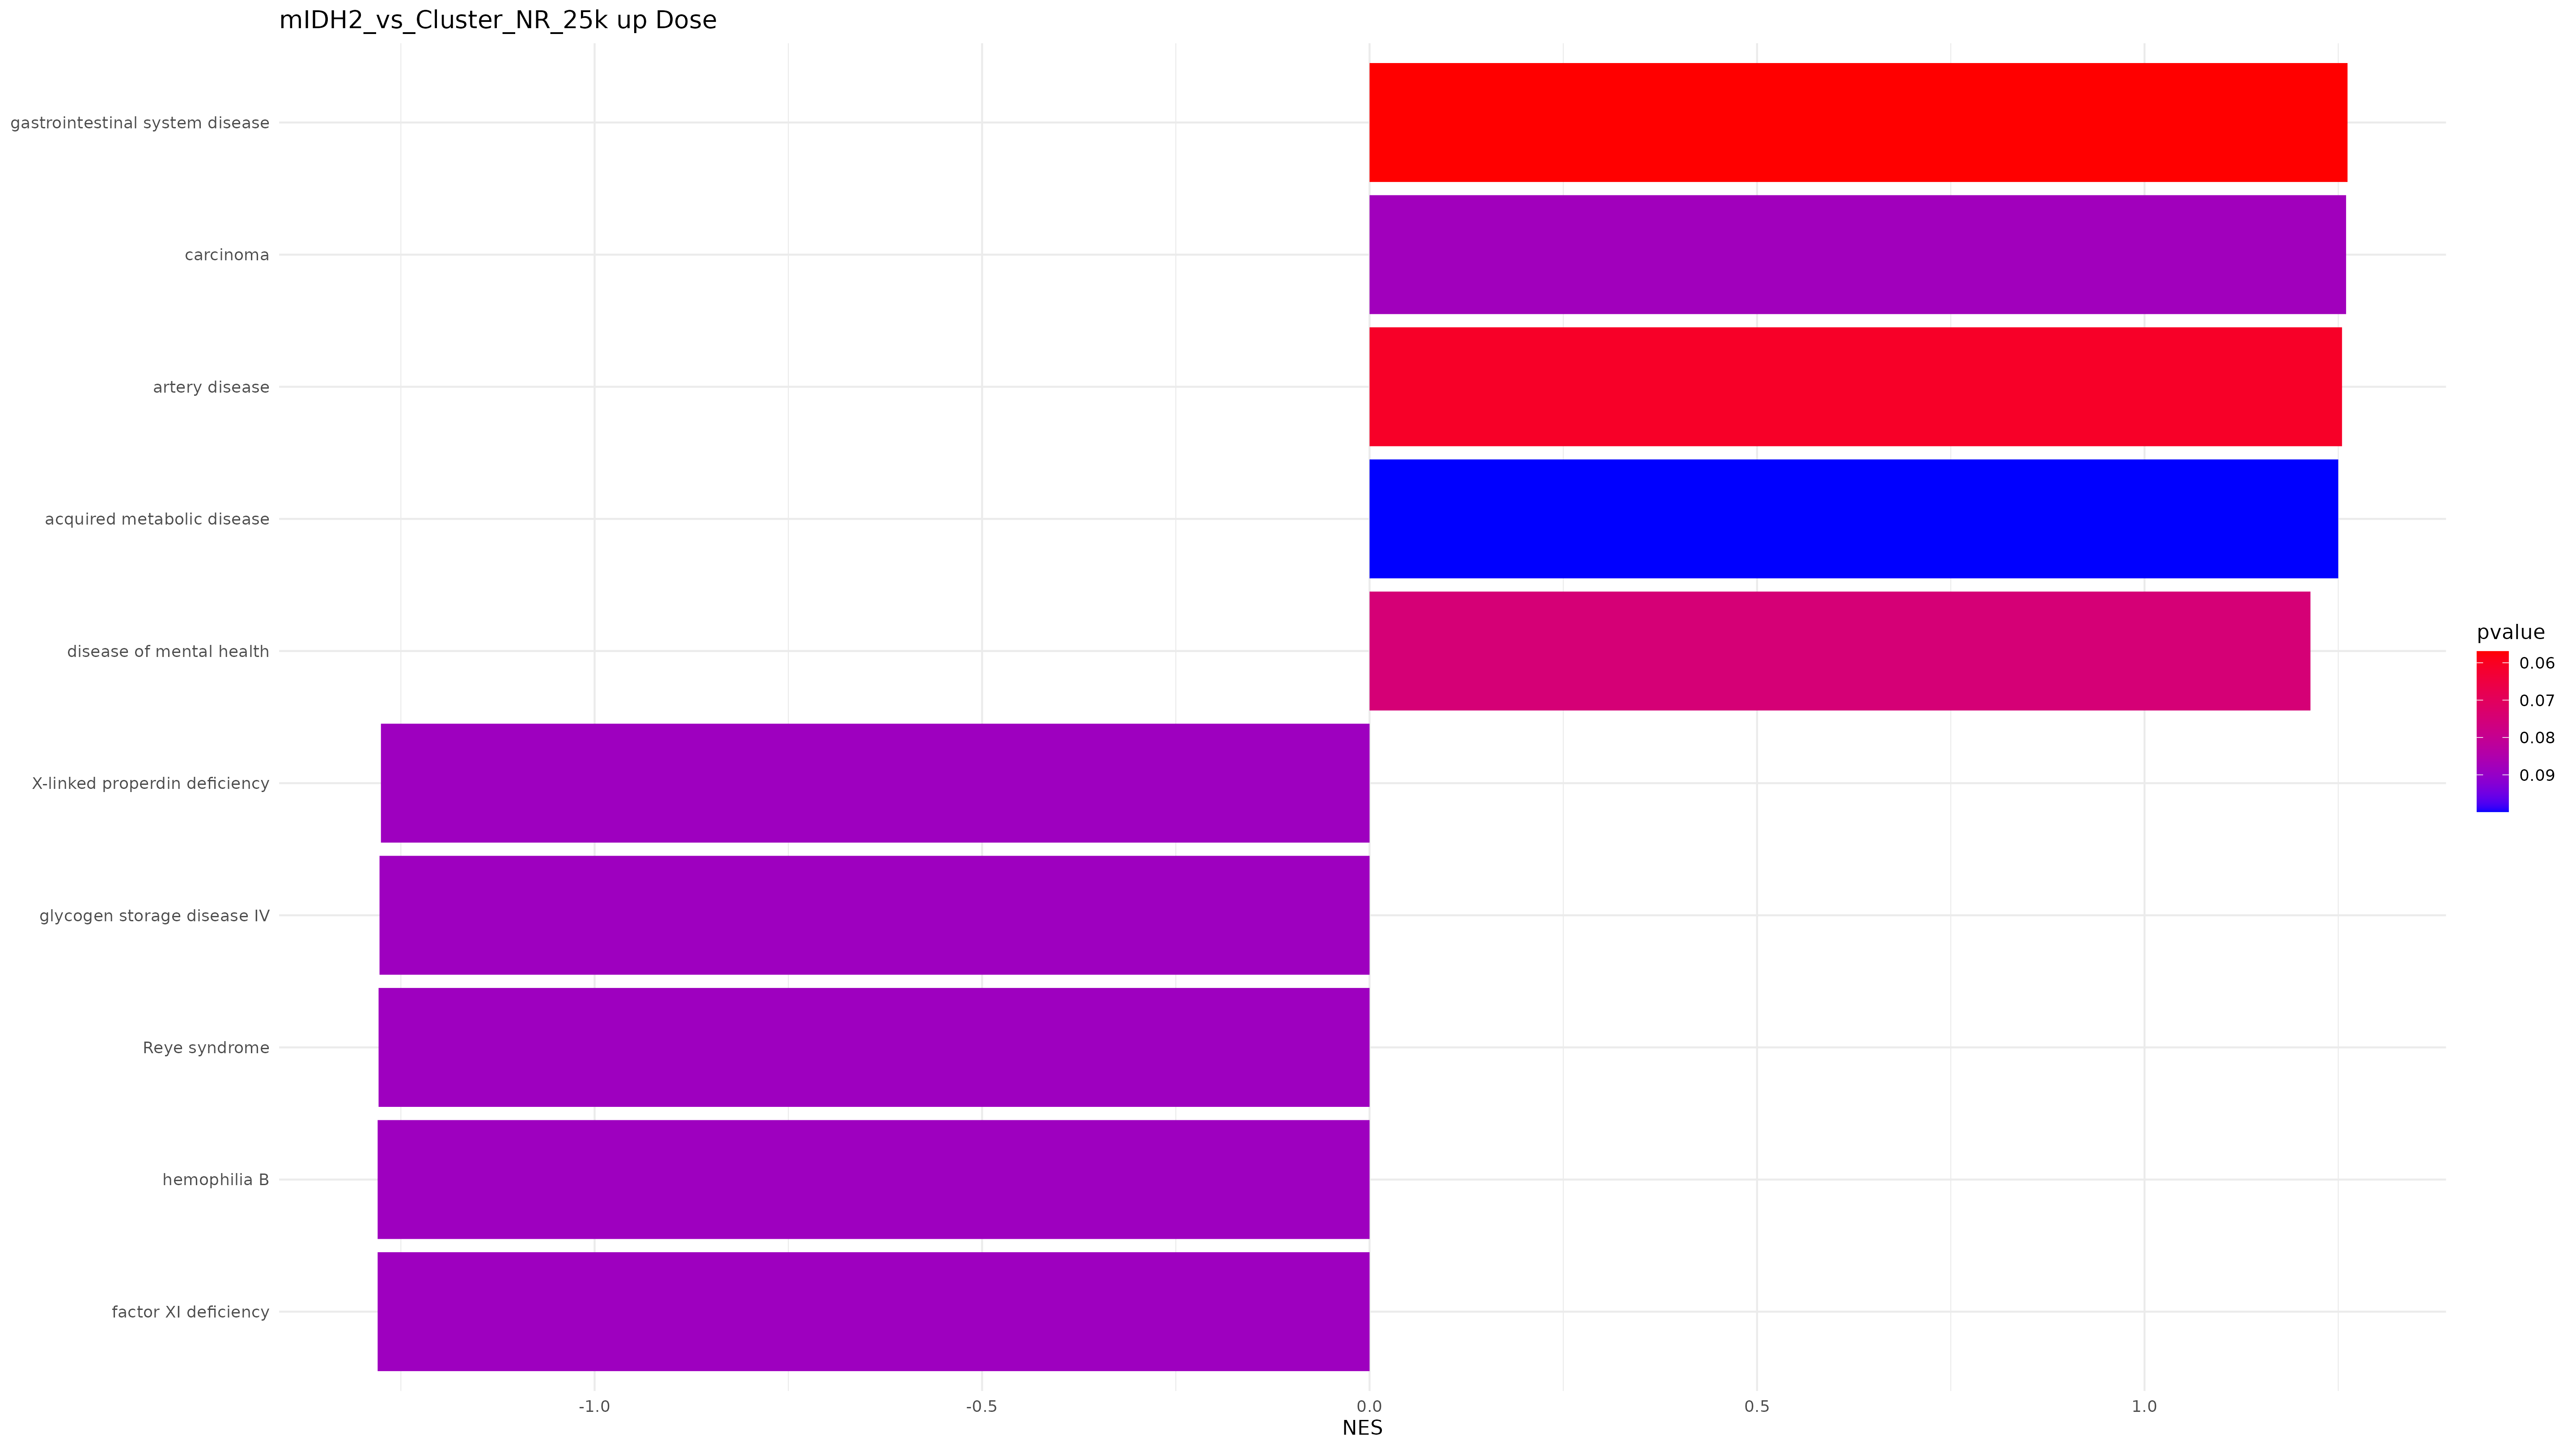 mIDH2_vs_Cluster_NR_25k up Dose
gastrointestinal system disease
carcinoma
artery disease
acquired metabolic disease
disease of mental health
X-linked properdin deficiency
glycogen storage disease IV
Reye syndrome
hemophilia B
factor XI deficiency
-1.0
-0.5
0.0
0.5
1.0
NES
pvalue
0.06
0.07
0.08
0.09